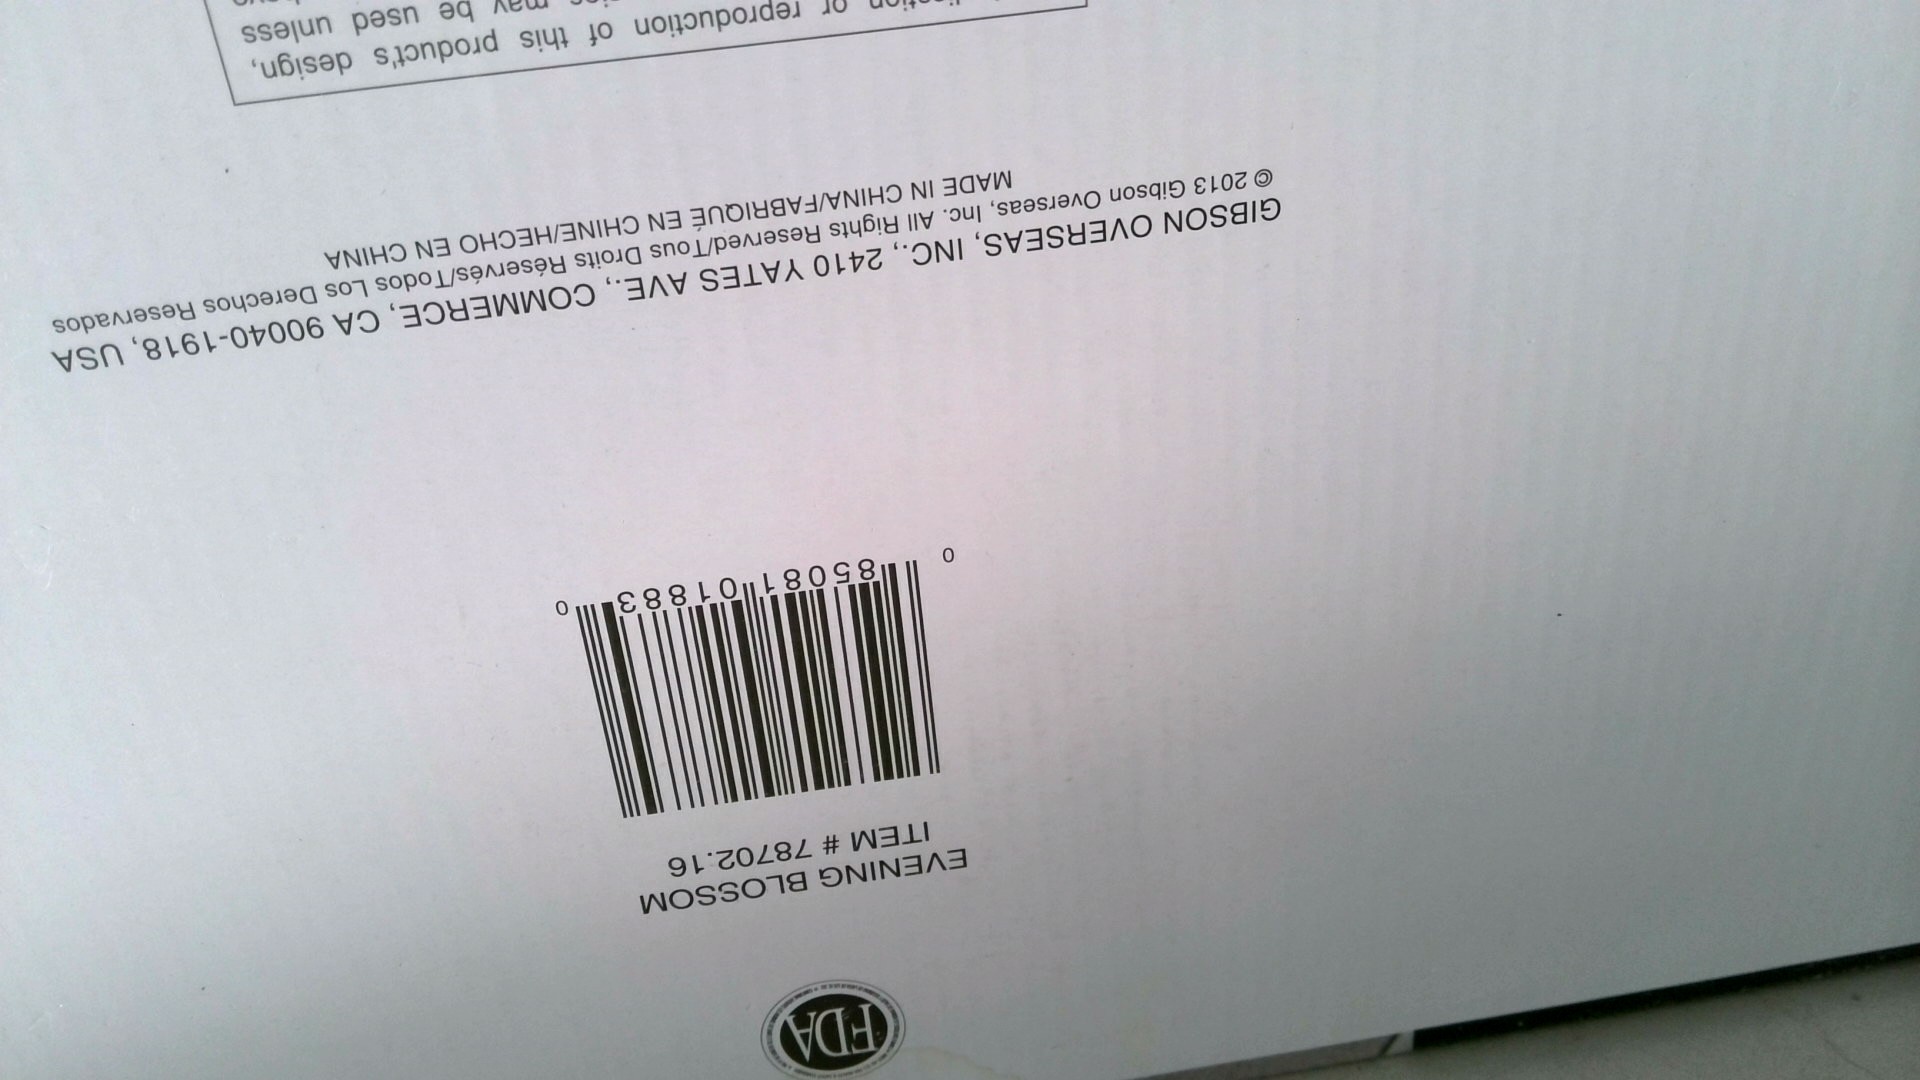 FDA
EVENING BLOSSOM
ITEM # 78702.16
0 85081 01883 0
GIBSON OVERSEAS, INC., 2410 YATES AVE., COMMERCE, CA 90040-1918, USA
© 2013 Gibson Overseas, Inc. All Rights Reserved/Tous Droits Réservés/Todos Los Derechos Reservados
MADE IN CHINA/FABRIQUÉ EN CHINE/HECHO EN CHINA
or reproduction of this product's design,
may be used unless